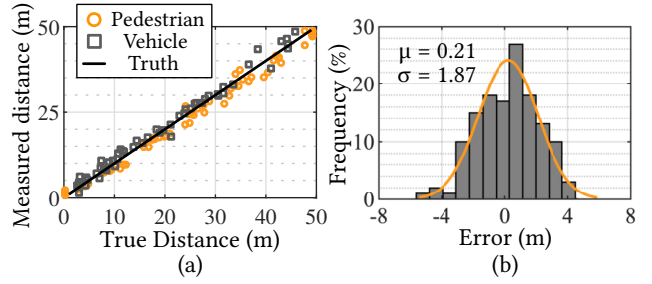 Pedestrian
Vehicle
Truth
Measured distance (m)
50
25
0
0 10 20 30 40 50
True Distance (m)
(a)
μ = 0.21
σ = 1.87
Frequency (%)
30
20
10
0
-8 -4 0 4 8
Error (m)
(b)